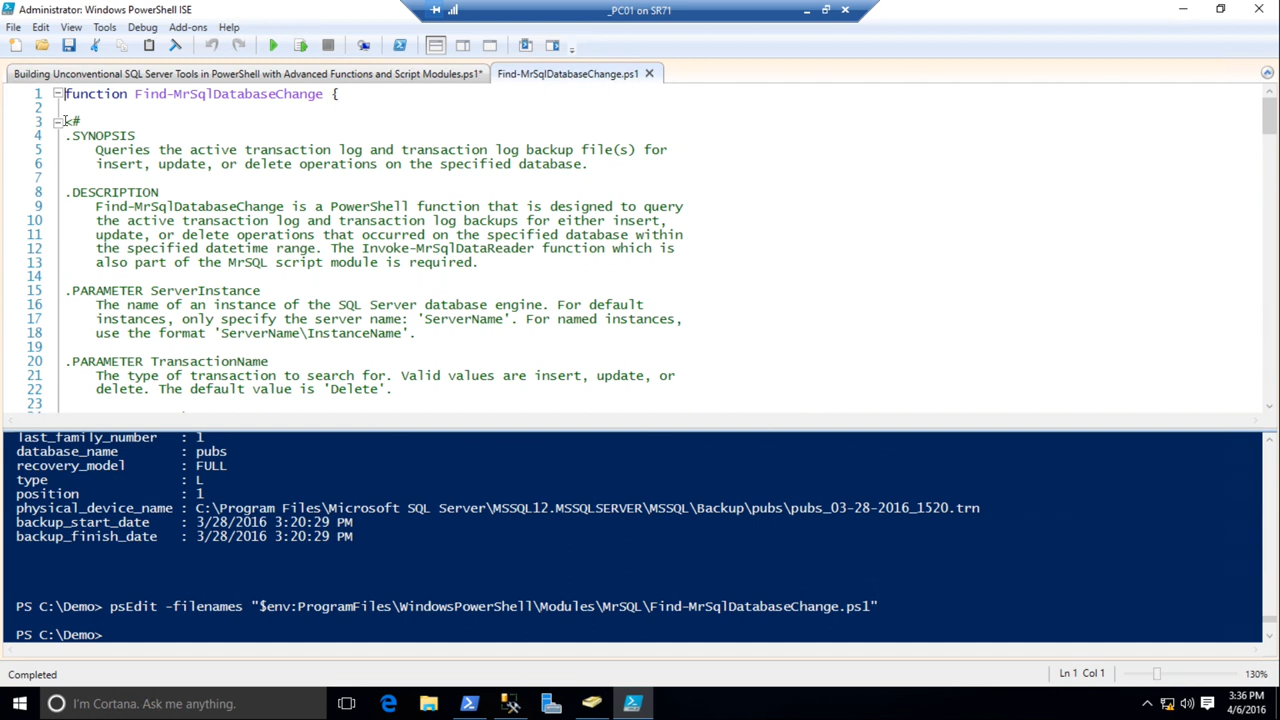 Administrator: Windows PowerShell ISE
_PC01 on SR71
File Edit View Tools Debug Add-ons Help
Building Unconventional SQL Server Tools in PowerShell with Advanced Functions and Script Modules.ps1* Find-MrSqlDatabaseChange.ps1
1 function Find-MrSqlDatabaseChange {
2
3 <#
4 .SYNOPSIS
5 Queries the active transaction log and transaction log backup file(s) for
6 insert, update, or delete operations on the specified database.
7
8 .DESCRIPTION
9 Find-MrSqlDatabaseChange is a PowerShell function that is designed to query
10 the active transaction log and transaction log backups for either insert,
11 update, or delete operations that occurred on the specified database within
12 the specified datetime range. The Invoke-MrSqlDataReader function which is
13 also part of the MrSQL script module is required.
14
15 .PARAMETER ServerInstance
16 The name of an instance of the SQL Server database engine. For default
17 instances, only specify the server name: 'ServerName'. For named instances,
18 use the format 'ServerName\InstanceName'.
19
20 .PARAMETER TransactionName
21 The type of transaction to search for. Valid values are insert, update, or
22 delete. The default value is 'Delete'.
23
last_family_number : 1
database_name : pubs
recovery_model : FULL
type : L
position : 1
physical_device_name : C:\Program Files\Microsoft SQL Server\MSSQL12.MSSQLSERVER\MSSQL\Backup\pubs\pubs_03-28-2016_1520.trn
backup_start_date : 3/28/2016 3:20:29 PM
backup_finish_date : 3/28/2016 3:20:29 PM
PS C:\Demo> psEdit -filenames "$env:ProgramFiles\WindowsPowerShell\Modules\MrSQL\Find-MrSqlDatabaseChange.ps1"
PS C:\Demo>
Completed
Ln 1 Col 1
130%
I'm Cortana. Ask me anything.
3:36 PM
4/6/2016